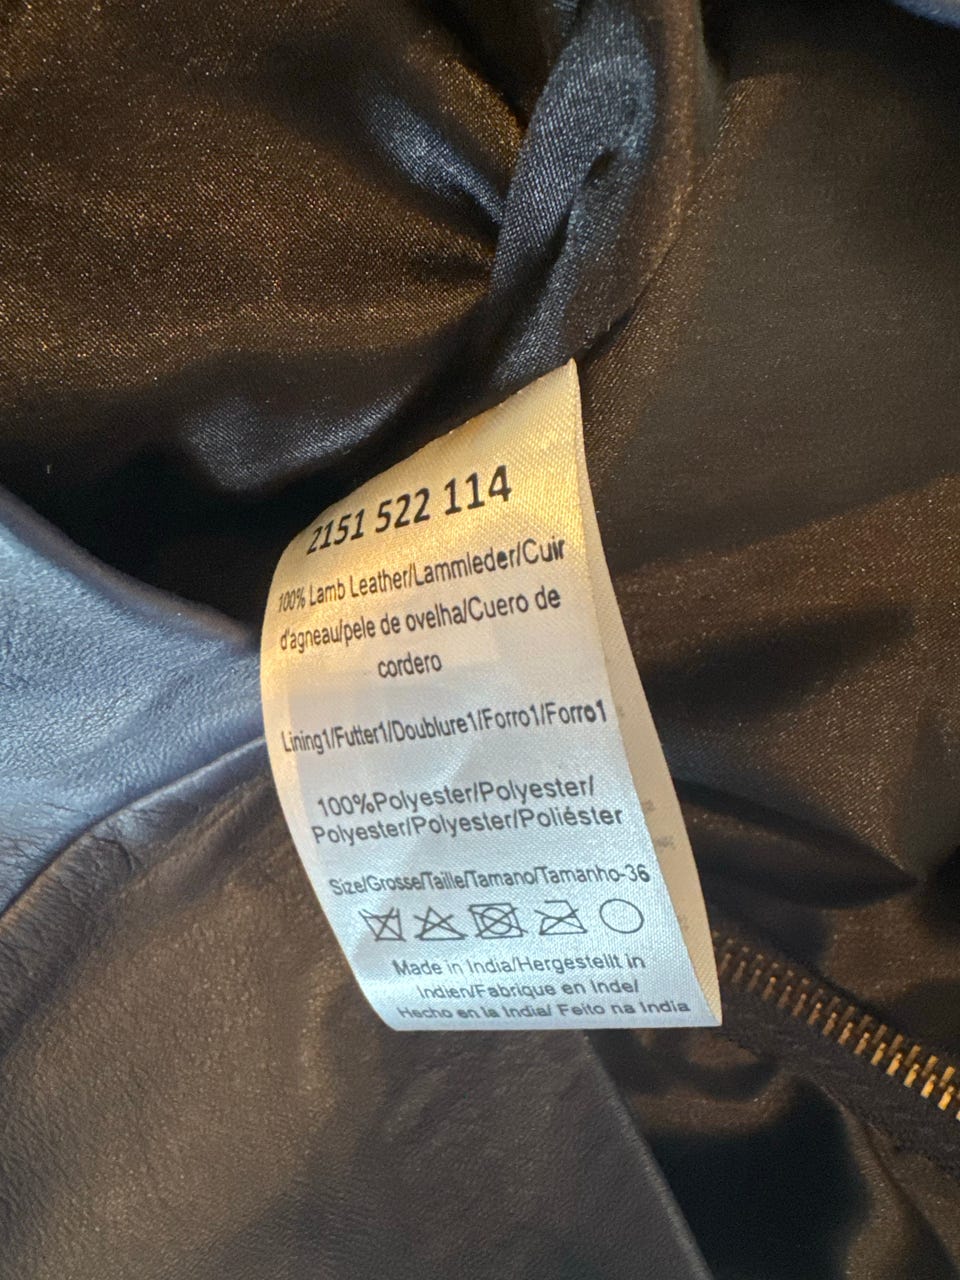 2151 522 114
100% Lamb Leather/Lammleder/Cuir
d'agneau/pele de ovelha/Cuero de
cordero
Lining1/Futter1/Doublure1/Forro1/Forro1
100%Polyester/Polyester/
Polyester/Polyester/Poliéster
Size/Grosse/Taille/Tamano/Tamanho-36
Made in India/Hergestellt in
Indien/Fabrique en Inde/
Hecho en la India/ Feito na India